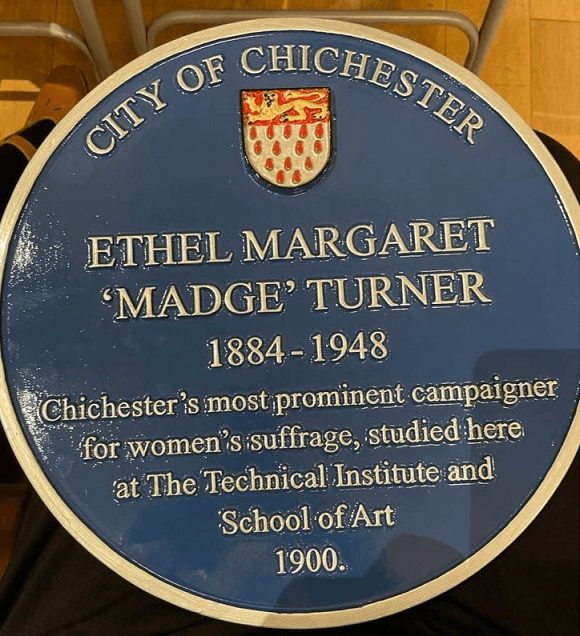 CITY OF CHICHESTER
ETHEL MARGARET
‘MADGE’ TURNER
1884-1948
Chichester’s most prominent campaigner
for women’s suffrage, studied here
at The Technical Institute and
School of Art
1900.